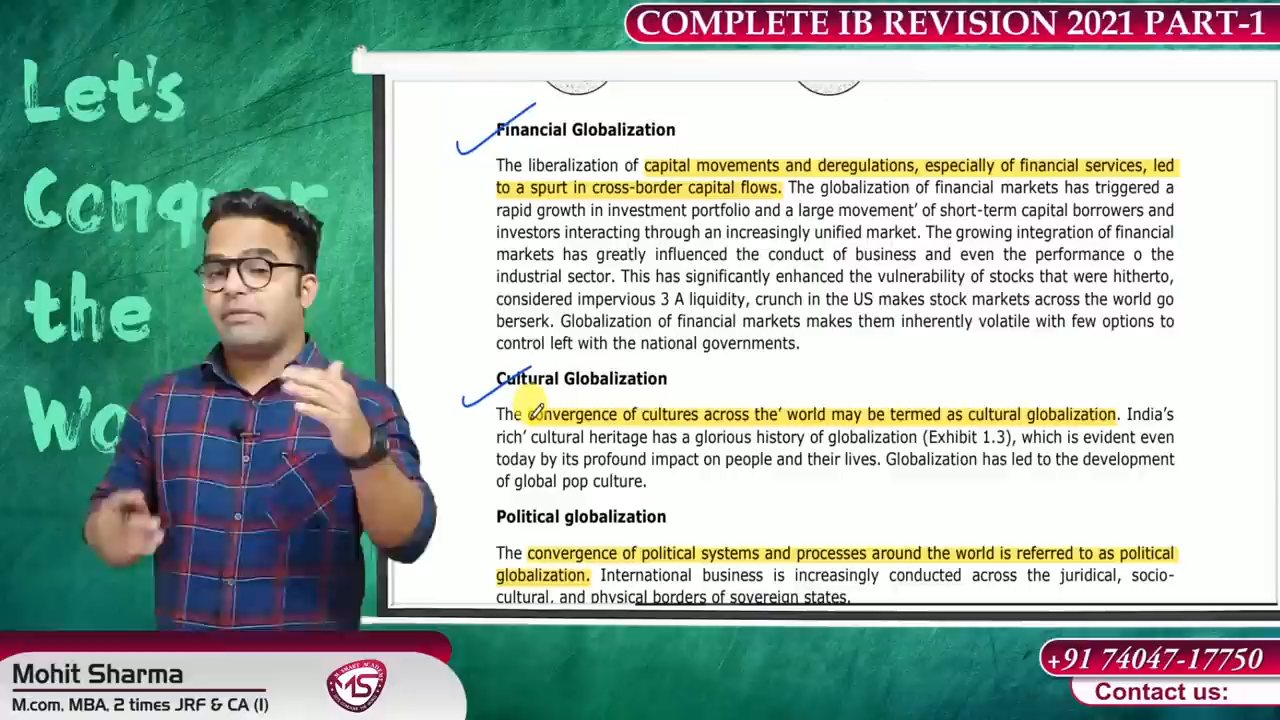 COMPLETE IB REVISION 2021 PART-1
Let's
Conquer
the
Wo
Financial Globalization
The liberalization of capital movements and deregulations, especially of financial services, led
to a spurt in cross-border capital flows. The globalization of financial markets has triggered a
rapid growth in investment portfolio and a large movement’ of short-term capital borrowers and
investors interacting through an increasingly unified market. The growing integration of financial
markets has greatly influenced the conduct of business and even the performance o the
industrial sector. This has significantly enhanced the vulnerability of stocks that were hitherto,
considered impervious 3 A liquidity, crunch in the US makes stock markets across the world go
berserk. Globalization of financial markets makes them inherently volatile with few options to
control left with the national governments.
Cultural Globalization
The convergence of cultures across the’ world may be termed as cultural globalization. India’s
rich’ cultural heritage has a glorious history of globalization (Exhibit 1.3), which is evident even
today by its profound impact on people and their lives. Globalization has led to the development
of global pop culture.
Political globalization
The convergence of political systems and processes around the world is referred to as political
globalization. International business is increasingly conducted across the juridical, socio-
cultural, and physical borders of sovereign states.
Mohit Sharma
M.com, MBA, 2 times JRF & CA (I)
MS
+91 74047-17750
Contact us: